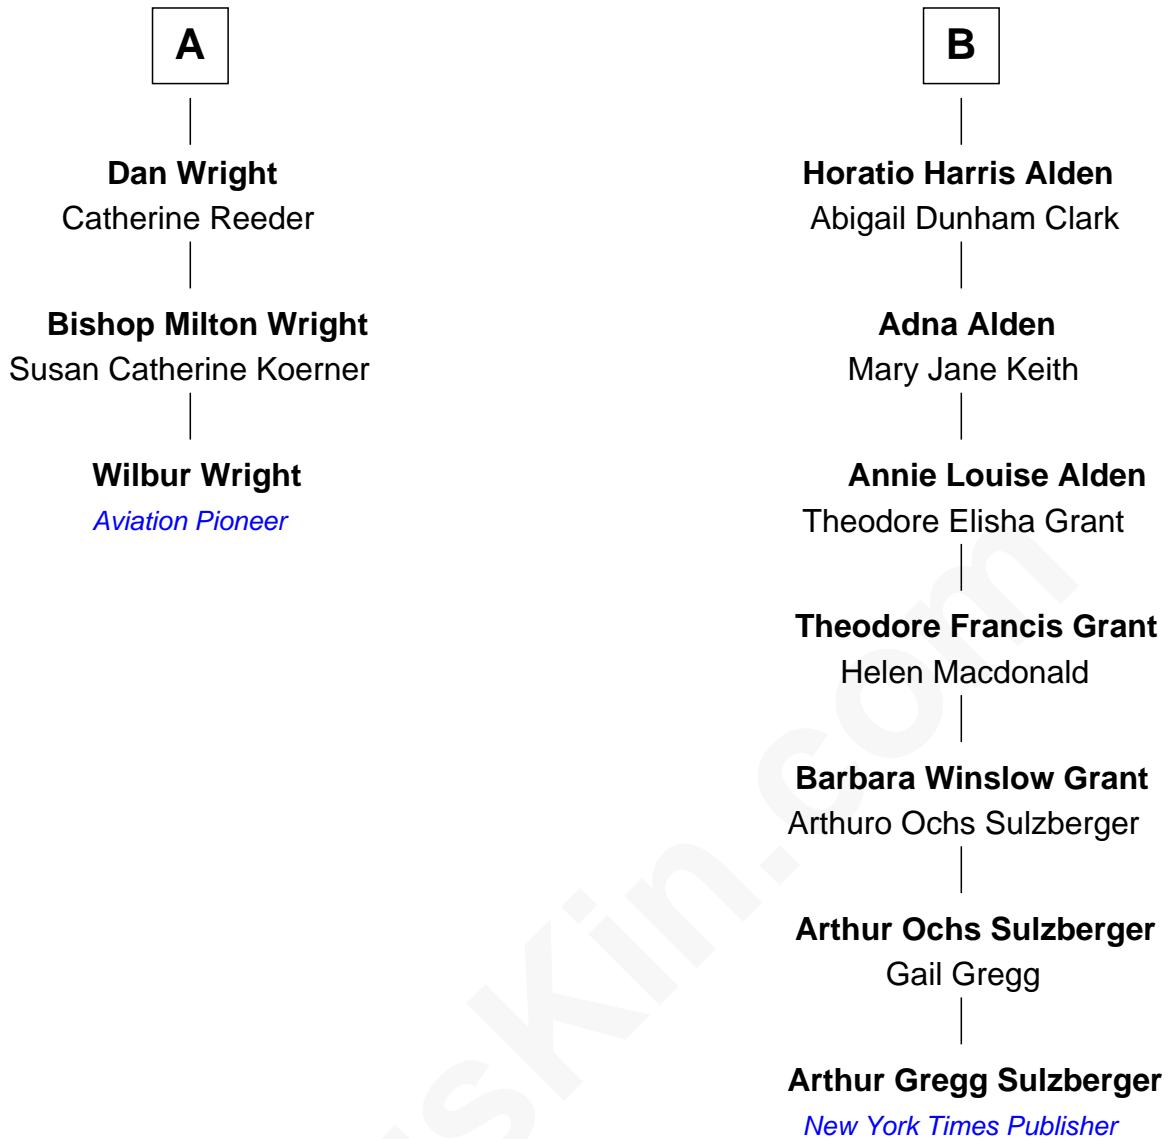 A
Dan Wright
Catherine Reeder
Bishop Milton Wright
Susan Catherine Koerner
Wilbur Wright
Aviation Pioneer
B
Horatio Harris Alden
Abigail Dunham Clark
Adna Alden
Mary Jane Keith
Annie Louise Alden
Theodore Elisha Grant
Theodore Francis Grant
Helen Macdonald
Barbara Winslow Grant
Arthuro Ochs Sulzberger
Arthur Ochs Sulzberger
Gail Gregg
Arthur Gregg Sulzberger
New York Times Publisher